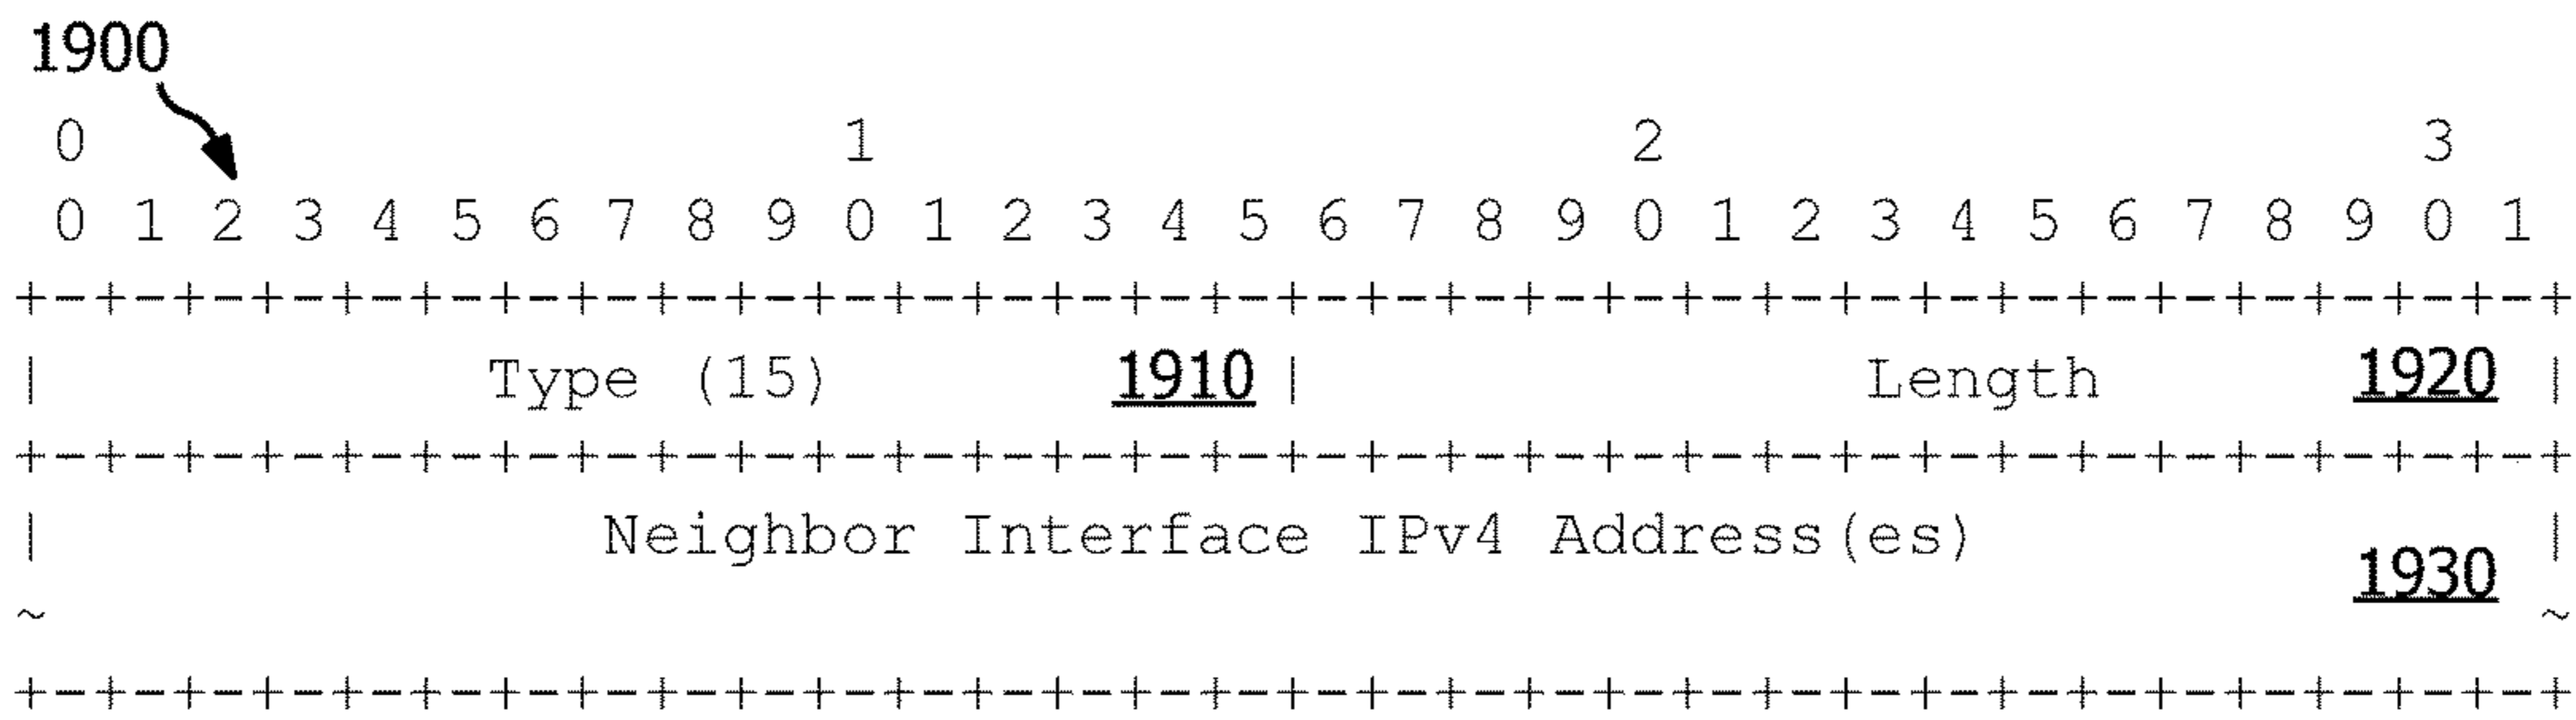 1900
0 1 2 3
0 1 2 3 4 5 6 7 8 9 0 1 2 3 4 5 6 7 8 9 0 1 2 3 4 5 6 7 8 9 0 1
+-+-+-+-+-+-+-+-+-+-+-+-+-+-+-+-+-+-+-+-+-+-+-+-+-+-+-+-+-+-+-+-+
| Type (15) 1910 | Length 1920 |
+-+-+-+-+-+-+-+-+-+-+-+-+-+-+-+-+-+-+-+-+-+-+-+-+-+-+-+-+-+-+-+-+
| Neighbor Interface IPv4 Address(es) |
~ 1930 ~
+-+-+-+-+-+-+-+-+-+-+-+-+-+-+-+-+-+-+-+-+-+-+-+-+-+-+-+-+-+-+-+-+